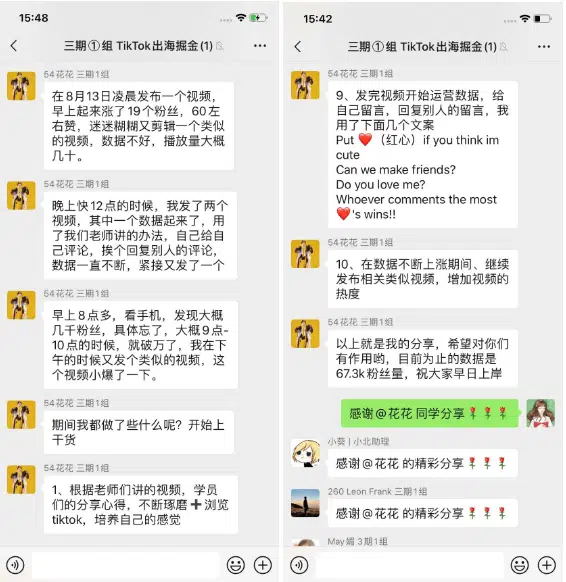 15:48
三期①组 TikTok出海掘金(1)
54花花 三期1组
在8月13日凌晨发布一个视频,
早上起来涨了19个粉丝，60左
右赞，迷迷糊糊又剪辑一个类似
的视频，数据不好，播放量大概
几十。
54花花 三期1组
晚上快12点的时候，我发了两个
视频，其中一个数据起来了，用
了我们老师讲的办法，自己给自
己评论，挨个回复别人的评论，
数据一直不断，紧接又发了一个
54花花 三期1组
早上8点多，看手机，发现大概
几千粉丝，具体忘了，大概9点-
10点的时候，就破万了，我在下
午的时候又发个类似的视频，这
个视频小爆了一下。
54花花 三期1组
期间我都做了些什么呢？开始上
干货
54花花 三期1组
1、根据老师们讲的视频，学员
们的分享心得，不断琢磨➕浏览
tiktok，培养自己的感觉
15:42
三期①组 TikTok出海掘金(1)
54花花 三期1组
9、发完视频开始运营数据，给
自己留言，回复别人的留言，我
用了下面几个文案
Put ❤️（红心）if you think im
cute
Can we make friends?
Do you love me?
Whoever comments the most
❤️'s wins!!
54花花 三期1组
10、在数据不断上涨期间、继续
发布相关类似视频，增加视频的
热度
54花花 三期1组
以上就是我的分享，希望对你们
有作用哟，目前为止的数据是
67.3k粉丝量，祝大家早日上岸
感谢@花花 同学分享🌹🌹🌹
小葵 | 小北助理
感谢@花花 的精彩分享🌹🌹🌹
260 Leon Frank 三期1组
感谢@花花 的精彩分享🌹🌹🌹
May媚 3期1组